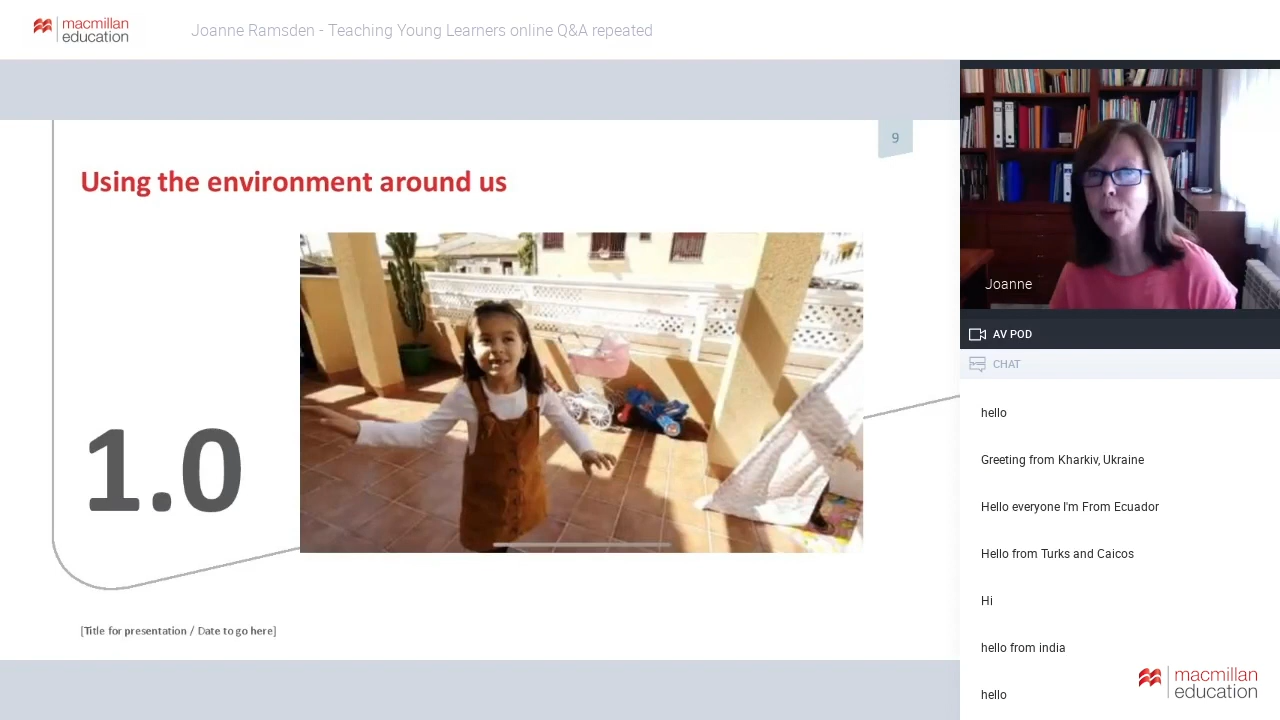 macmillan
education
Joanne Ramsden - Teaching Young Learners online Q&A repeated
9
Using the environment around us
1.0
[Title for presentation / Date to go here]
Joanne
AV POD
CHAT
hello
Greeting from Kharkiv, Ukraine
Hello everyone I'm From Ecuador
Hello from Turks and Caicos
Hi
hello from india
hello
macmillan
education